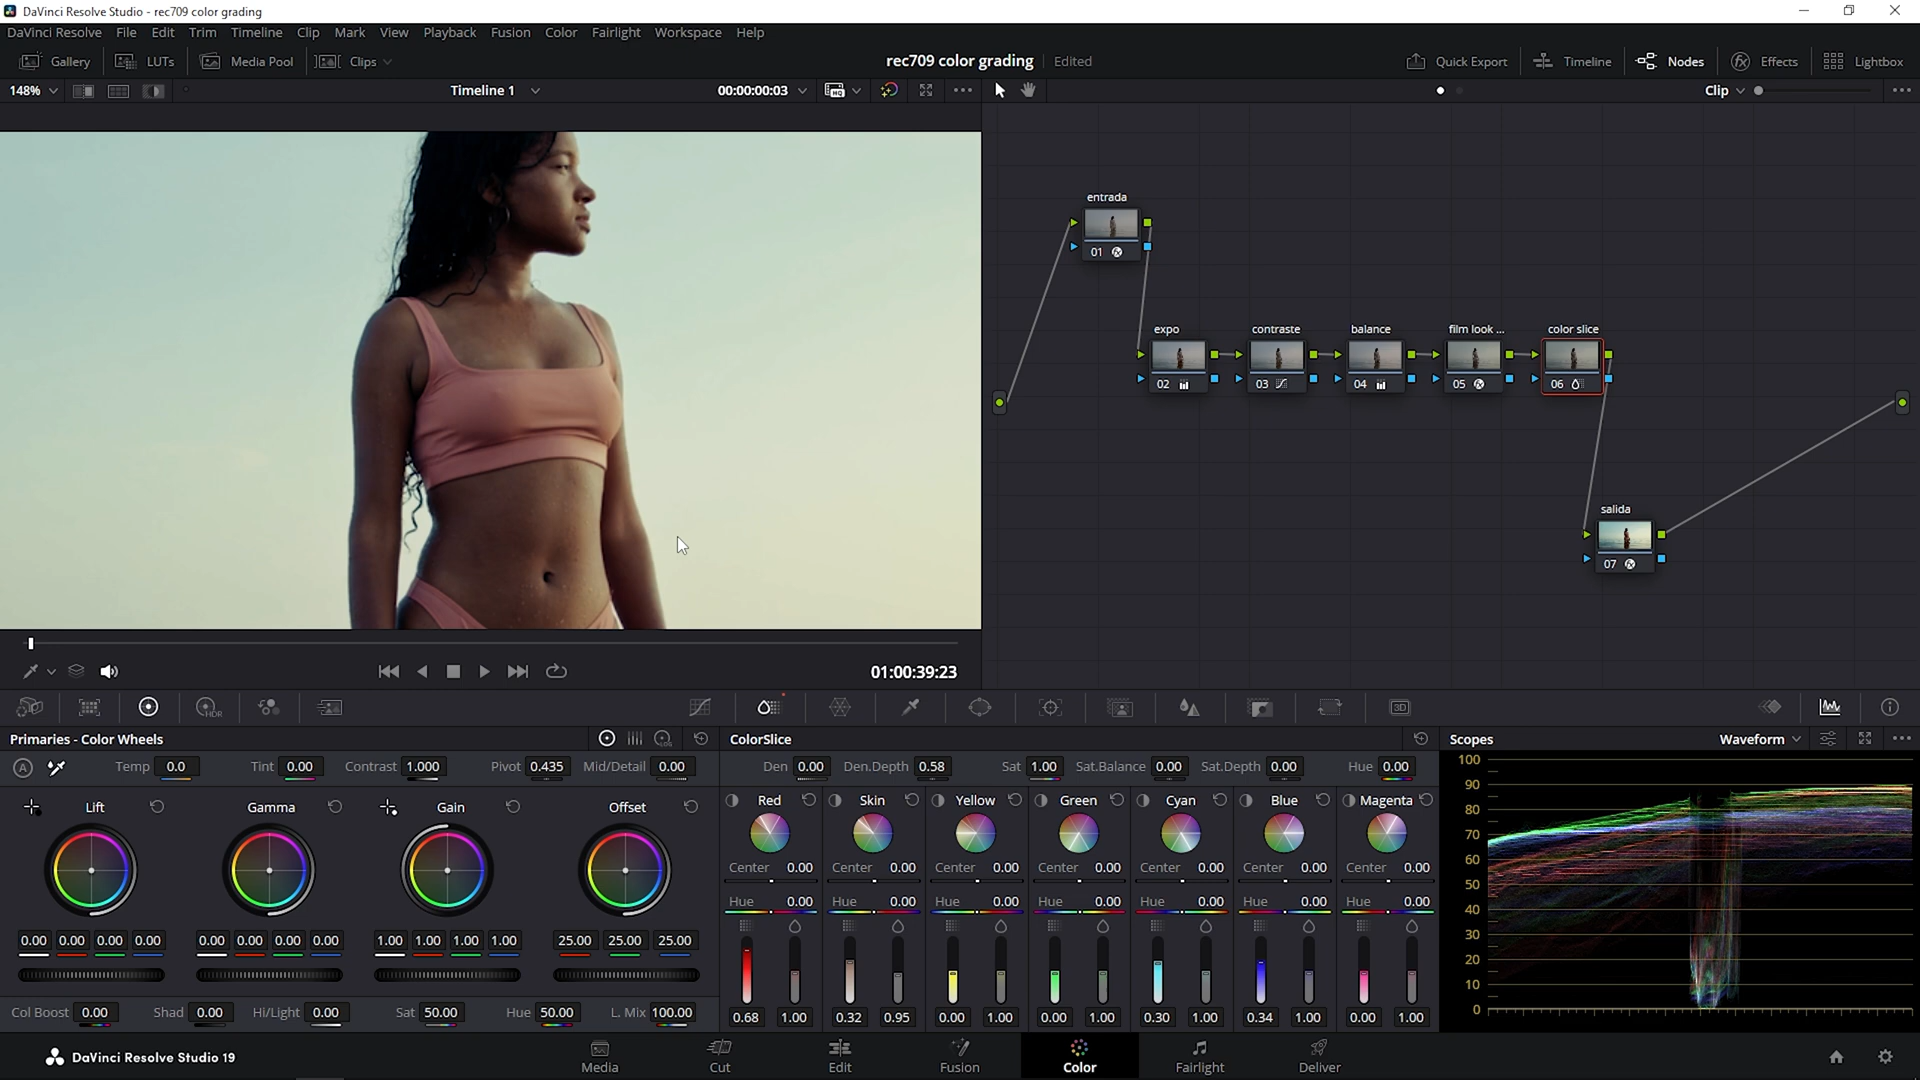 DaVinci Resolve Studio - rec709 color grading
DaVinci Resolve File Edit Trim Timeline Clip Mark View Playback Fusion Color Fairlight Workspace Help
Gallery LUTs Media Pool Clips rec709 color grading Edited Quick Export Timeline Nodes Effects Lightbox
148% Timeline 1 00:00:00:03 HQ Clip
entrada
01
expo contraste balance film look ... color slice
02 03 04 05 06
salida
07
01:00:39:23
HDR 3D
Primaries - Color Wheels LOG ColorSlice Scopes Waveform
A Temp 0.0 Tint 0.00 Contrast 1.000 Pivot 0.435 Mid/Detail 0.00 Den 0.00 Den.Depth 0.58 Sat 1.00 Sat.Balance 0.00 Sat.Depth 0.00 Hue 0.00
Lift Gamma Gain Offset Red Skin Yellow Green Cyan Blue Magenta
Center 0.00 Center 0.00 Center 0.00 Center 0.00 Center 0.00 Center 0.00 Center 0.00
Hue 0.00 Hue 0.00 Hue 0.00 Hue 0.00 Hue 0.00 Hue 0.00 Hue 0.00
0.00 0.00 0.00 0.00 0.00 0.00 0.00 0.00 1.00 1.00 1.00 1.00 25.00 25.00 25.00
Col Boost 0.00 Shad 0.00 Hi/Light 0.00 Sat 50.00 Hue 50.00 L. Mix 100.00 0.68 1.00 0.32 0.95 0.00 1.00 0.00 1.00 0.30 1.00 0.34 1.00 0.00 1.00
100
90
80
70
60
50
40
30
20
10
0
DaVinci Resolve Studio 19 Media Cut Edit Fusion Color Fairlight Deliver